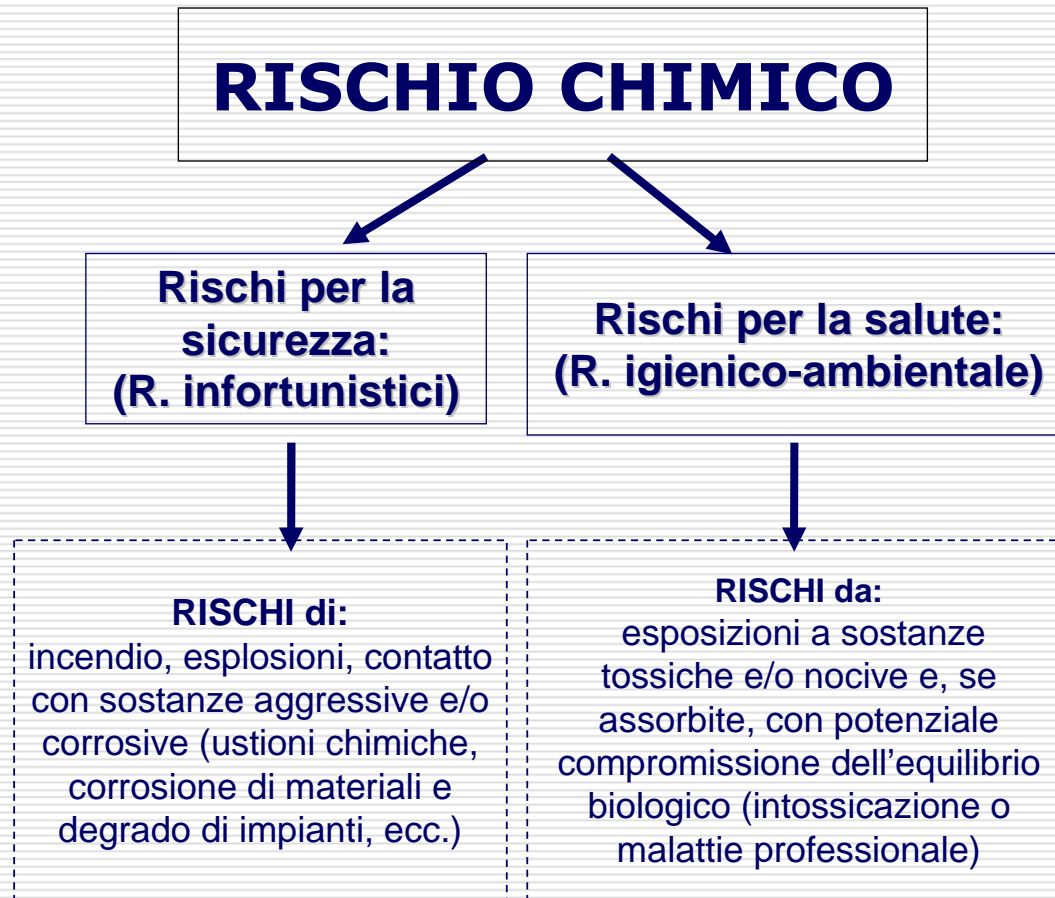 RISCHIO CHIMICO
Rischi per la
sicurezza:
(R. infortunistici)
Rischi per la salute:
(R. igienico-ambientale)
RISCHI di:
incendio, esplosioni, contatto
con sostanze aggressive e/o
corrosive (ustioni chimiche,
corrosione di materiali e
degrado di impianti, ecc.)
RISCHI da:
esposizioni a sostanze
tossiche e/o nocive e, se
assorbite, con potenziale
compromissione dell'equilibrio
biologico (intossicazione o
malattie professionale)